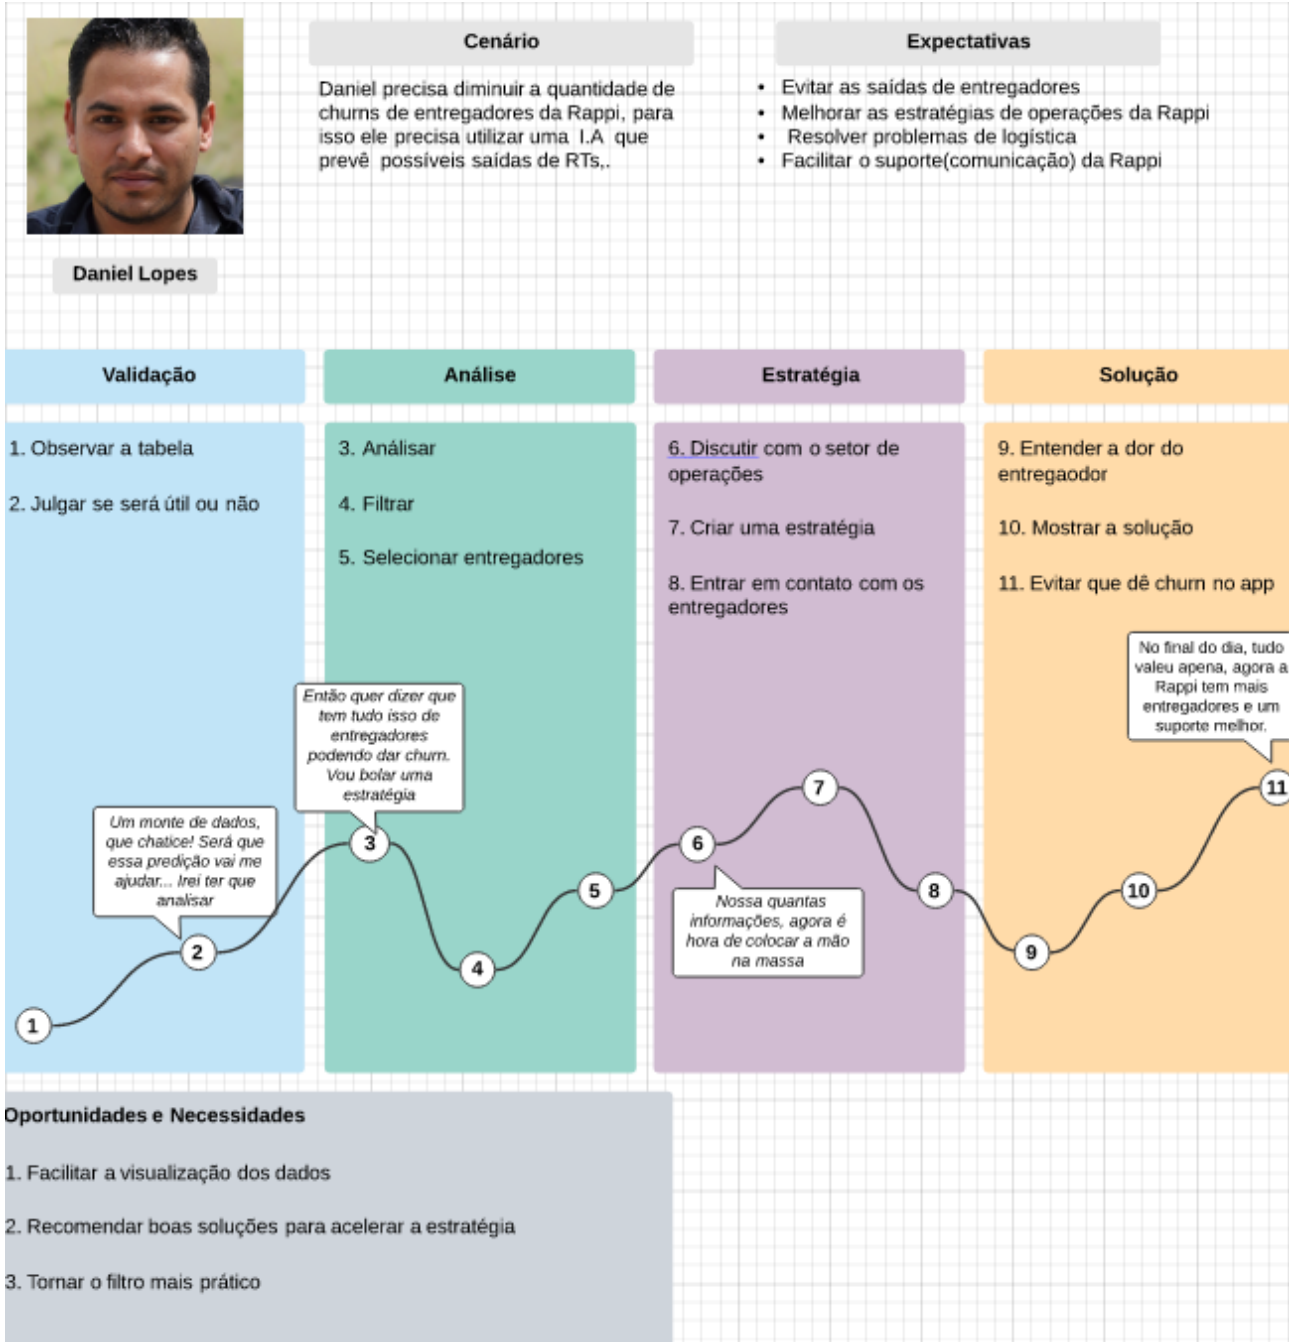 Cenário
Daniel precisa diminuir a quantidade de
churns de entregadores da Rappi, para
isso ele precisa utilizar uma I.A que
prevê possíveis saídas de RTs,.
Expectativas
• Evitar as saídas de entregadores
• Melhorar as estratégias de operações da Rappi
• Resolver problemas de logística
• Facilitar o suporte(comunicação) da Rappi
Daniel Lopes
Validação
1. Observar a tabela
2. Julgar se será útil ou não
Um monte de dados,
que chatice! Será que
essa predição vai me
ajudar... Irei ter que
analisar
1
2
Análise
3. Análisar
4. Filtrar
5. Selecionar entregadores
Então quer dizer que
tem tudo isso de
entregadores
podendo dar churn.
Vou bolar uma
estratégia
3
4
5
Estratégia
6. Discutir com o setor de
operações
7. Criar uma estratégia
8. Entrar em contato com os
entregadores
6
7
8
Nossa quantas
informações, agora é
hora de colocar a mão
na massa
Solução
9. Entender a dor do
entregaodor
10. Mostrar a solução
11. Evitar que dê churn no app
No final do dia, tudo
valeu apena, agora a
Rappi tem mais
entregadores e um
suporte melhor.
9
10
11
Oportunidades e Necessidades
1. Facilitar a visualização dos dados
2. Recomendar boas soluções para acelerar a estratégia
3. Tornar o filtro mais prático